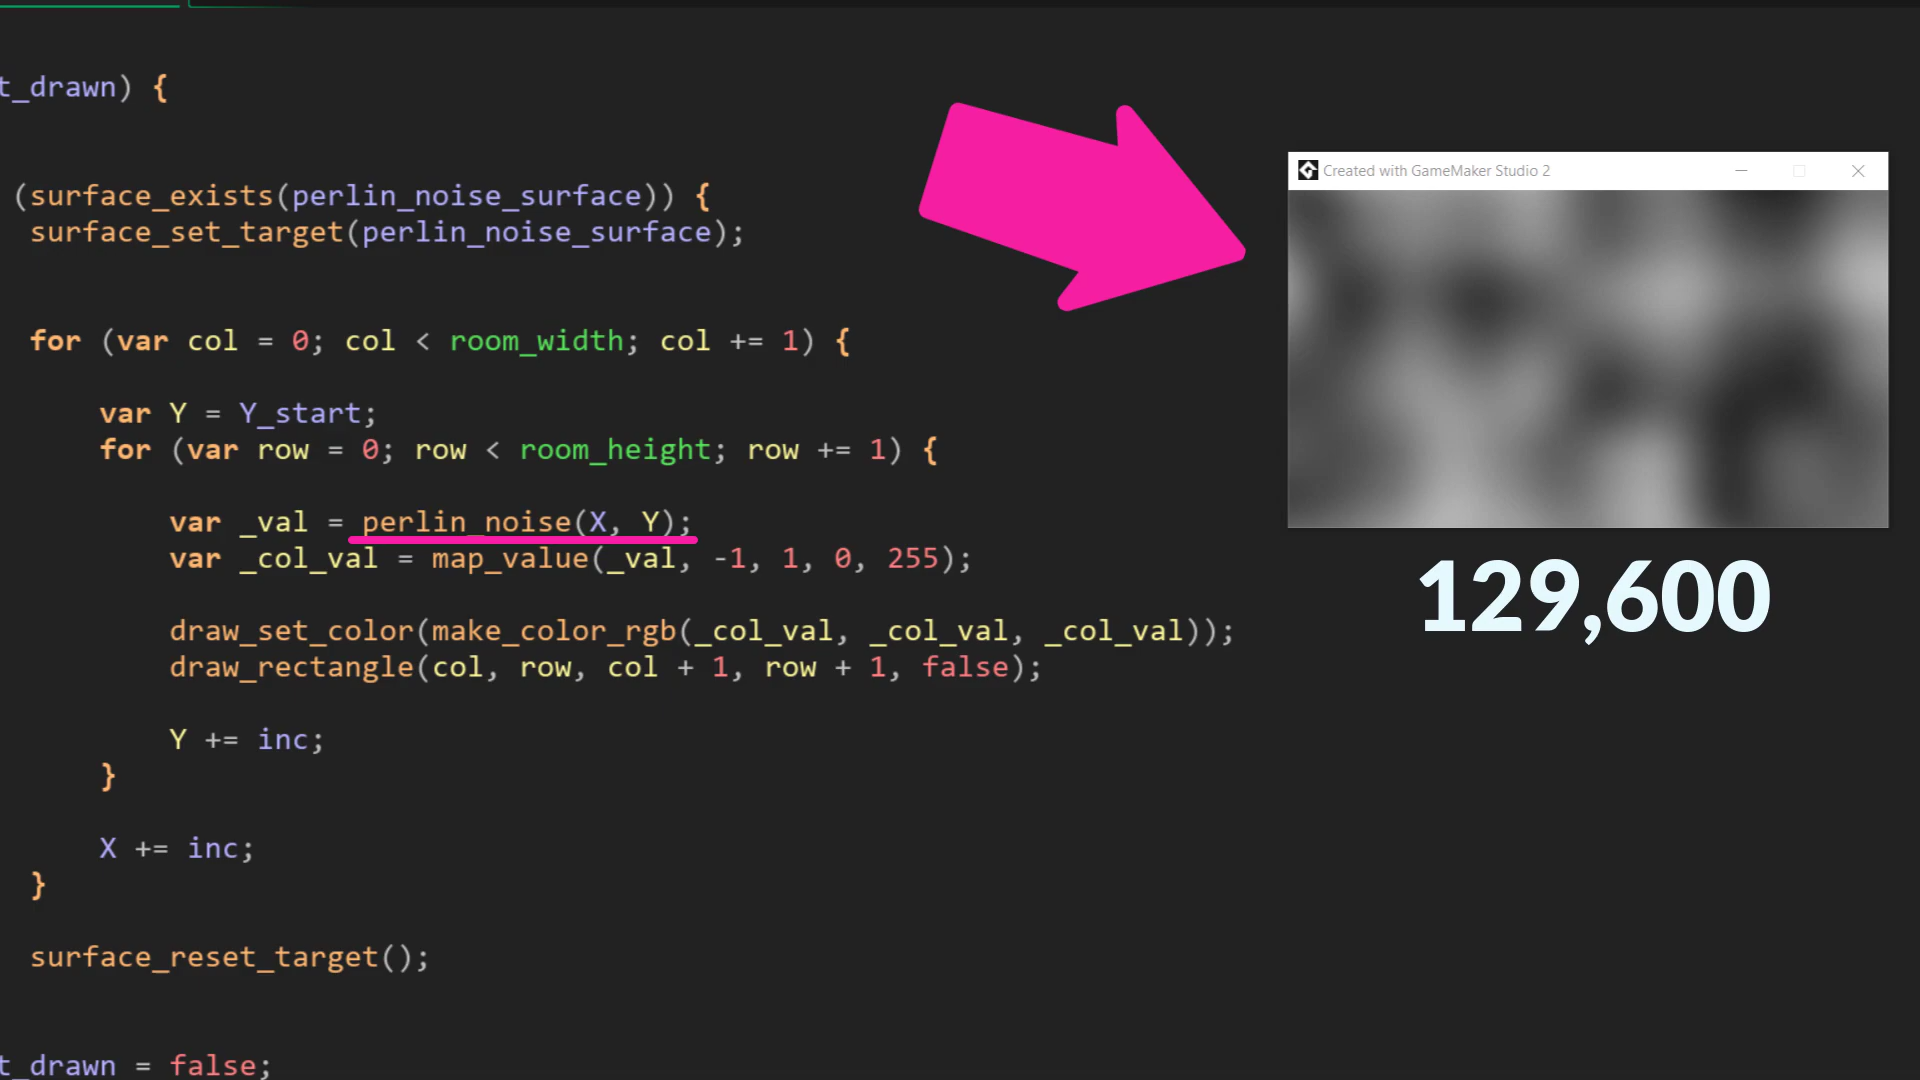 t_drawn) {
(surface_exists(perlin_noise_surface)) {
surface_set_target(perlin_noise_surface);
for (var col = 0; col < room_width; col += 1) {
var Y = Y_start;
for (var row = 0; row < room_height; row += 1) {
var _val = perlin_noise(X, Y);
var _col_val = map_value(_val, -1, 1, 0, 255);
draw_set_color(make_color_rgb(_col_val, _col_val, _col_val));
draw_rectangle(col, row, col + 1, row + 1, false);
Y += inc;
}
X += inc;
}
surface_reset_target();
t_drawn = false;
Created with GameMaker Studio 2
129,600